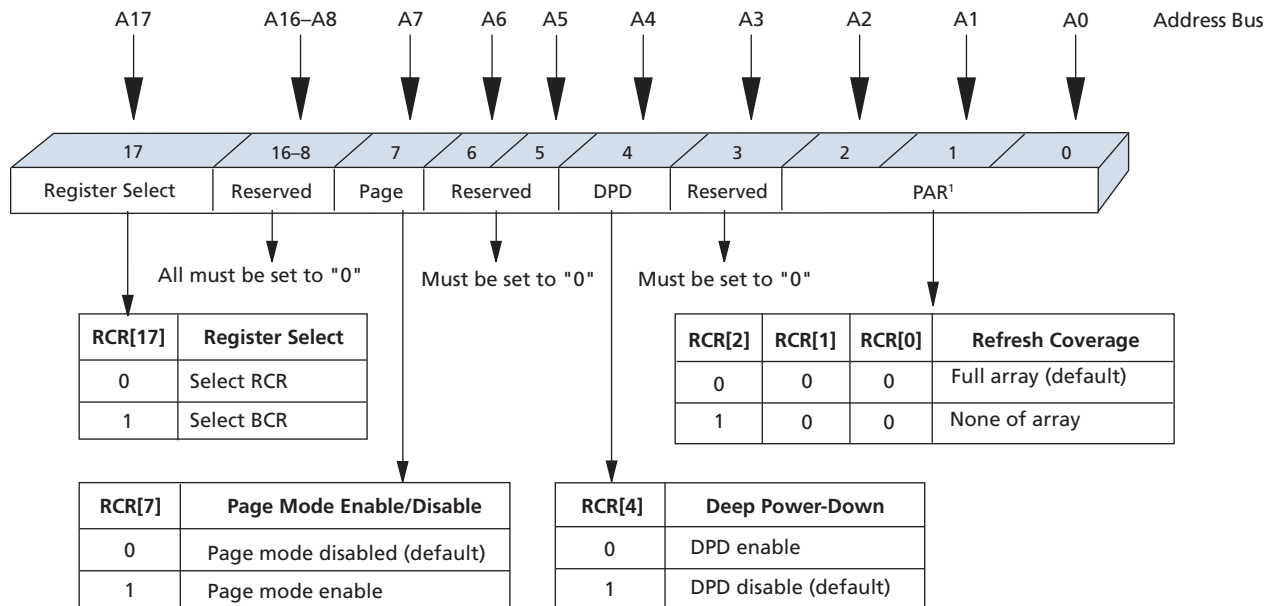 A17 A16–A8 A7 A6 A5 A4 A3 A2 A1 A0 Address Bus
17 16–8 7 6 5 4 3 2 1 0
Register Select Reserved Page Reserved DPD Reserved PAR¹
All must be set to "0" Must be set to "0" Must be set to "0"
RCR[17] Register Select
0 Select RCR
1 Select BCR
RCR[2] RCR[1] RCR[0] Refresh Coverage
0 0 0 Full array (default)
1 0 0 None of array
RCR[7] Page Mode Enable/Disable
0 Page mode disabled (default)
1 Page mode enable
RCR[4] Deep Power-Down
0 DPD enable
1 DPD disable (default)